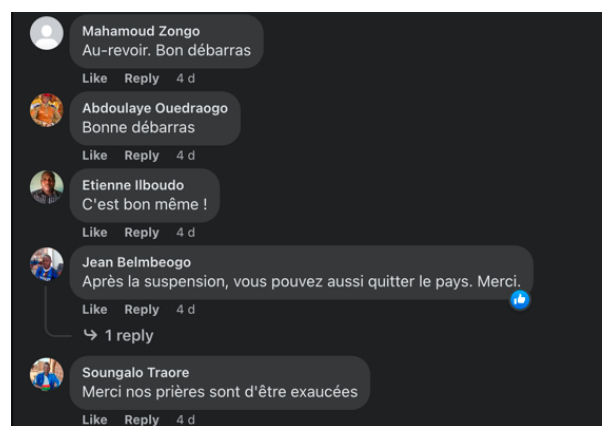 Mahamoud Zongo
Au-revoir. Bon débarras
Like Reply 4 d
Abdoulaye Ouedraogo
Bonne débarras
Like Reply 4 d
Etienne Ilboudo
C'est bon même !
Like Reply 4 d
Jean Belmbeogo
Après la suspension, vous pouvez aussi quitter le pays. Merci.
Like Reply 4 d
1 reply
Soungalo Traore
Merci nos prières sont d'être exaucées
Like Reply 4 d